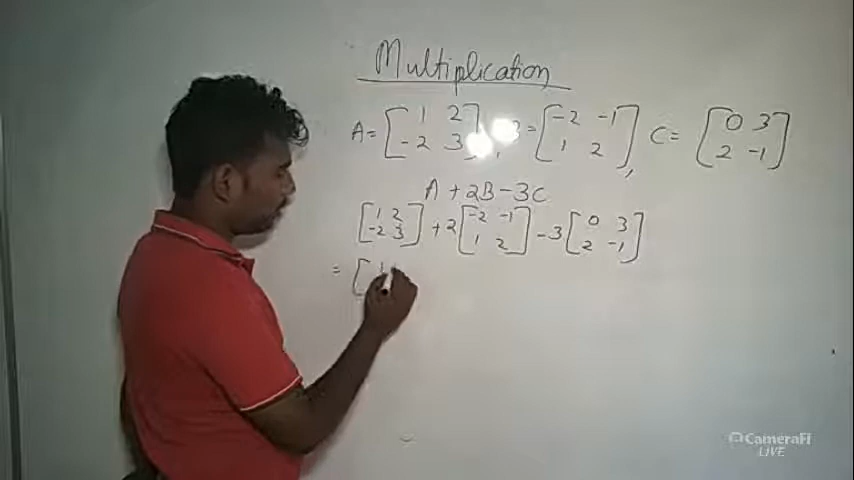 Multiplication
A = [ 1 2 ], B = [ -2 -1 ], C = [ 0 3 ]
[ -2 3 ] [ 1 2 ] [ 2 -1 ]
A + 2B - 3C
[ 1 2 ] + 2 [ -2 -1 ] - 3 [ 0 3 ]
[ -2 3 ] [ 1 2 ] [ 2 -1 ]
= [ 1
CameraFI
LIVE